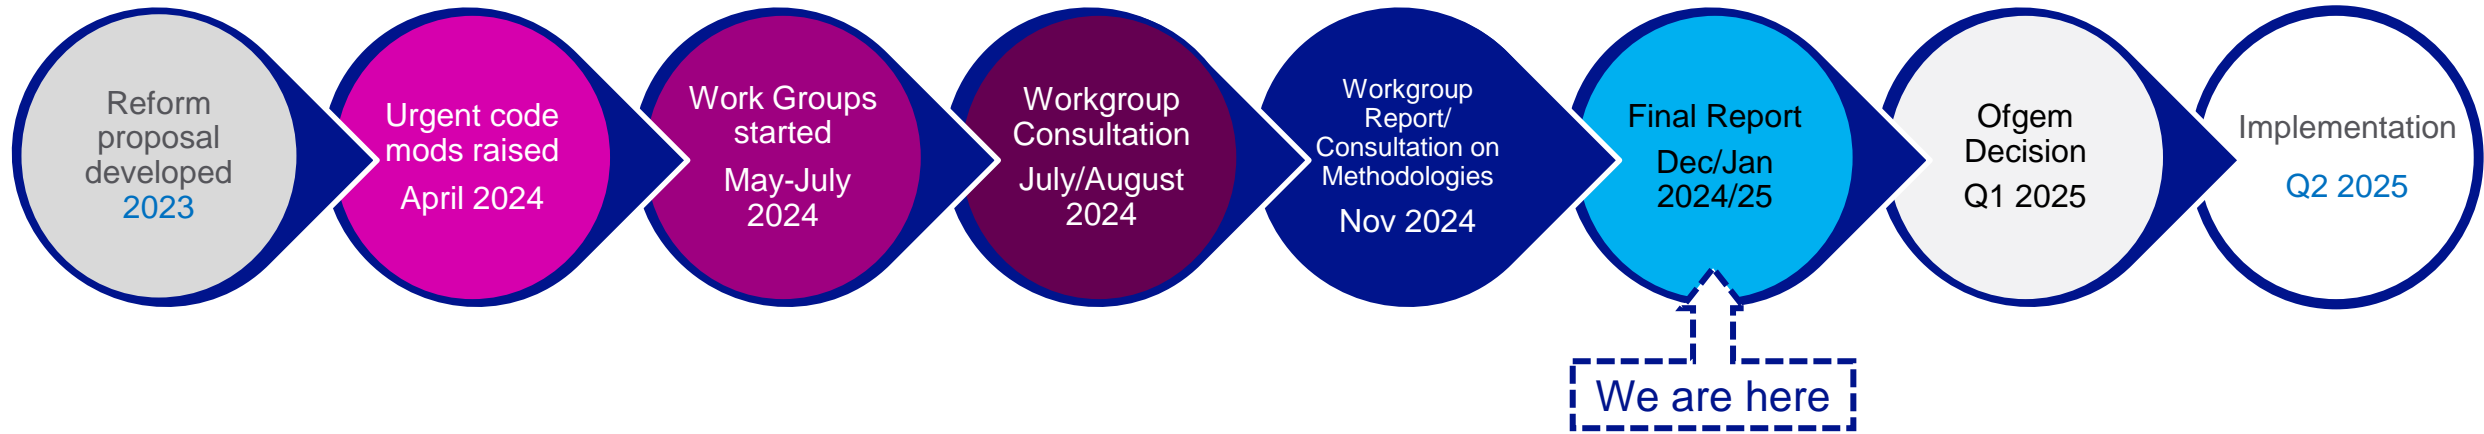 Reform
proposal
developed
2023
Urgent code
mods raised
April 2024
Work Groups
started
May-July
2024
Workgroup
Consultation
July/August
2024
Workgroup
Report/
Consultation on
Methodologies
Nov 2024
Final Report
Dec/Jan
2024/25
Ofgem
Decision
Q1 2025
Implementation
Q2 2025
We are here